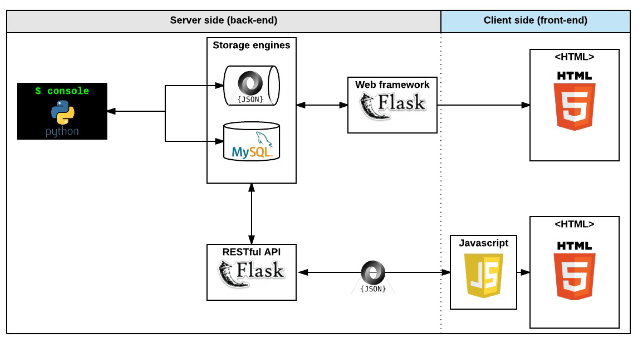 Server side (back-end)
Client side (front-end)
Storage engines
<HTML>
$ console
python
{JSON}
MySQL
Web framework
Flask
HTML
5
RESTful API
Flask
{JSON}
Javascript
JS
<HTML>
HTML
5